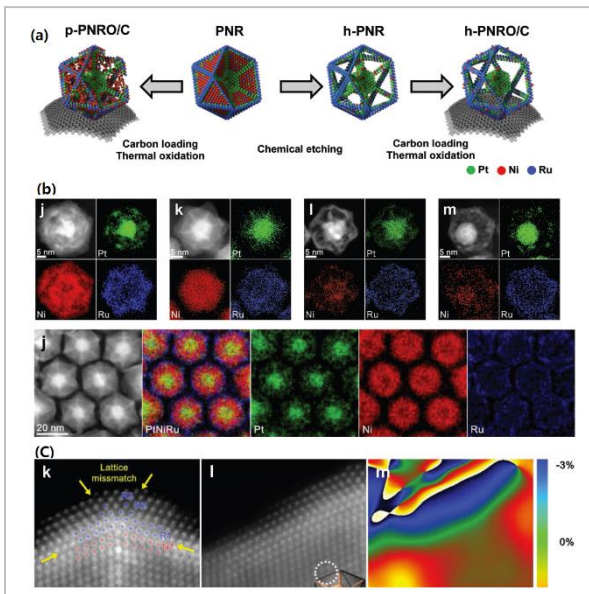 (a)
p-PNRO/C PNR h-PNR h-PNRO/C
Carbon loading
Thermal oxidation
Chemical etching
Carbon loading
Thermal oxidation
Pt Ni Ru
(b)
j Pt k Pt l Pt m Pt
5 nm 5 nm 5 nm 5 nm
Ni Ru Ni Ru Ni Ru Ni Ru
j
20 nm PtNiRu Pt Ni Ru
(C)
k l m -3%
Lattice
missmatch
0%